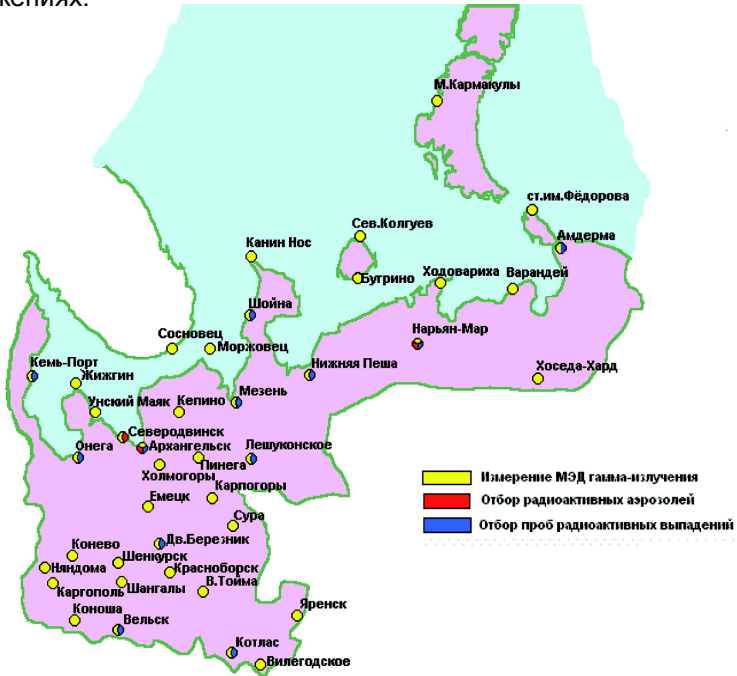 кениях.
М.Кармакулы
ст.им.Фёдорова
Сев.Колгуев
Амдерма
Канин Нос
Бугрино
Ходовариха
Варандей
Шойна
Нарьян-Мар
Сосновец
Моржовец
Кемь-Порт
Нижняя Пеша
Хоседа-Хард
Жижгин
Мезень
Унский Маяк
Кепино
Северодвинск
Онега
Архангельск
Лешуконское
Пинега
Холмогоры
Измерение МЭД гамма-излучения
Карпогоры
Емецк
Отбор радиоактивных аэрозолей
Сура
Отбор проб радиоактивных выпадений
Дв.Березник
Конево
Шенкурск
Няндома
Красноборск
Каргополь
Шангалы
В.Тойма
Коноша
Яренск
Вельск
Котлас
Вилегодское